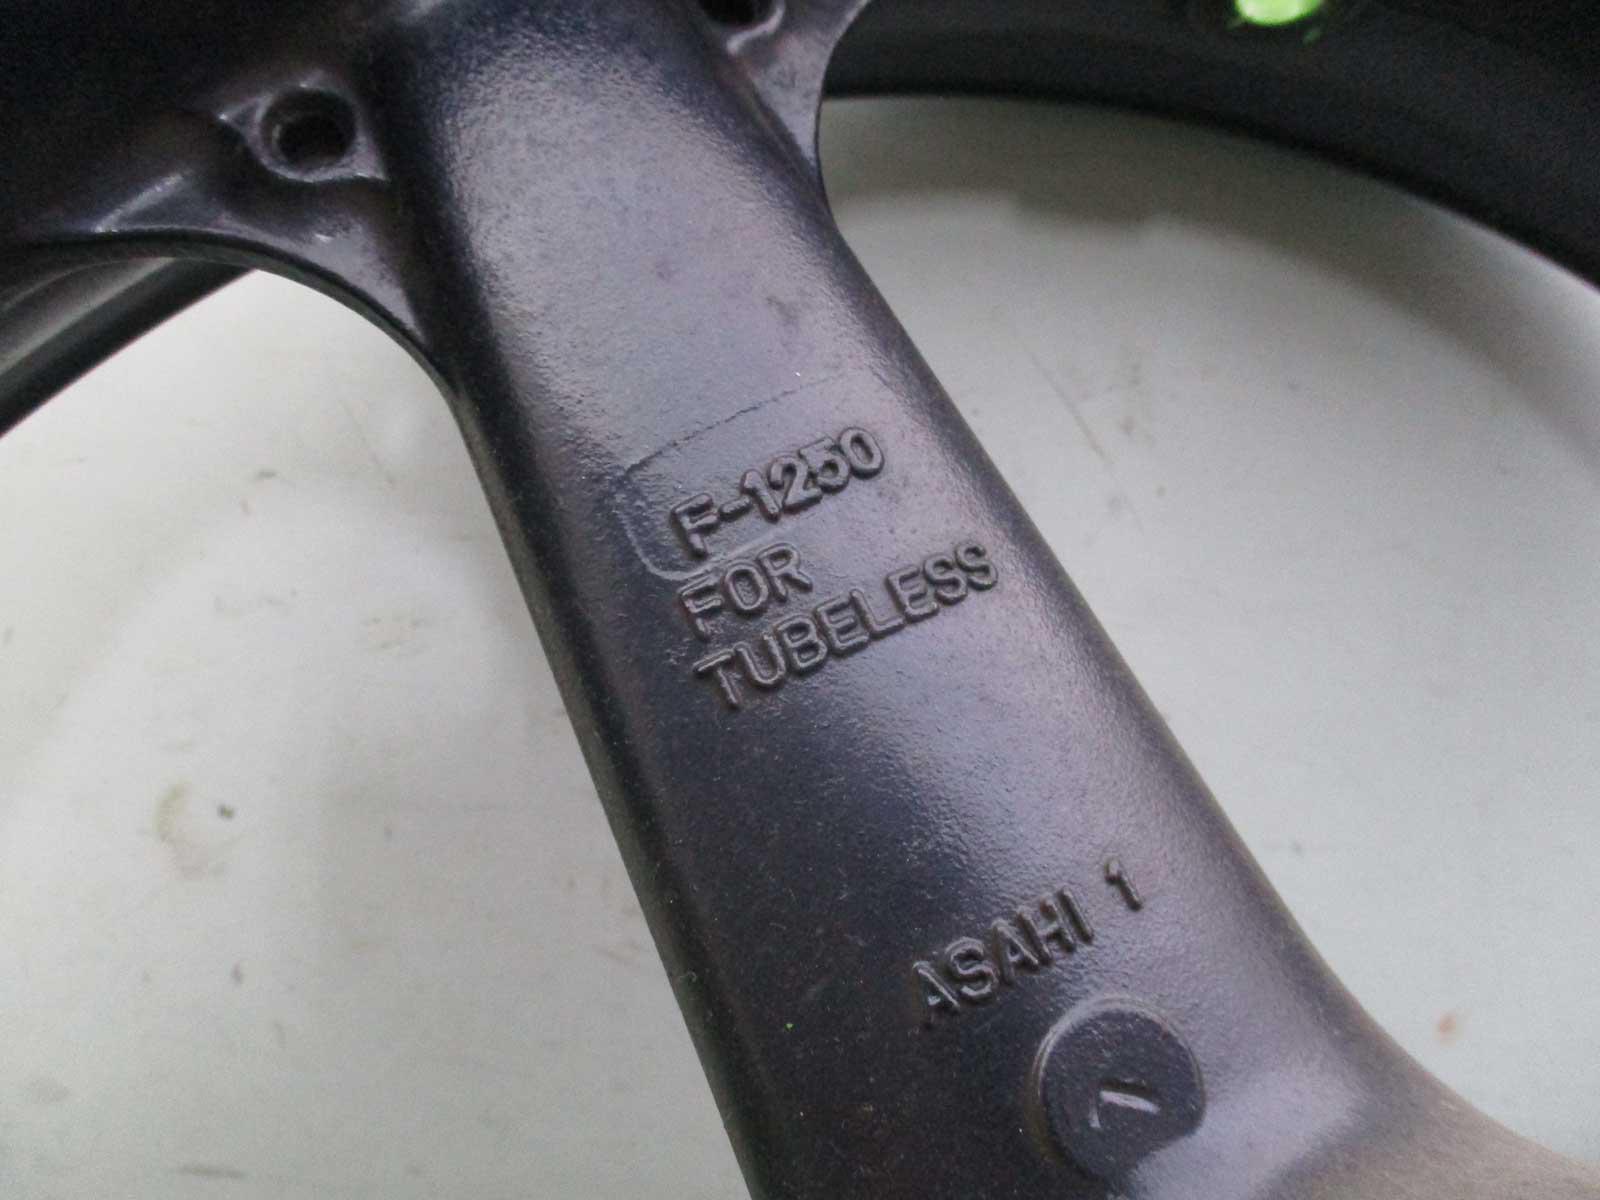 F-1250
FOR
TUBELESS
ASAHI 1